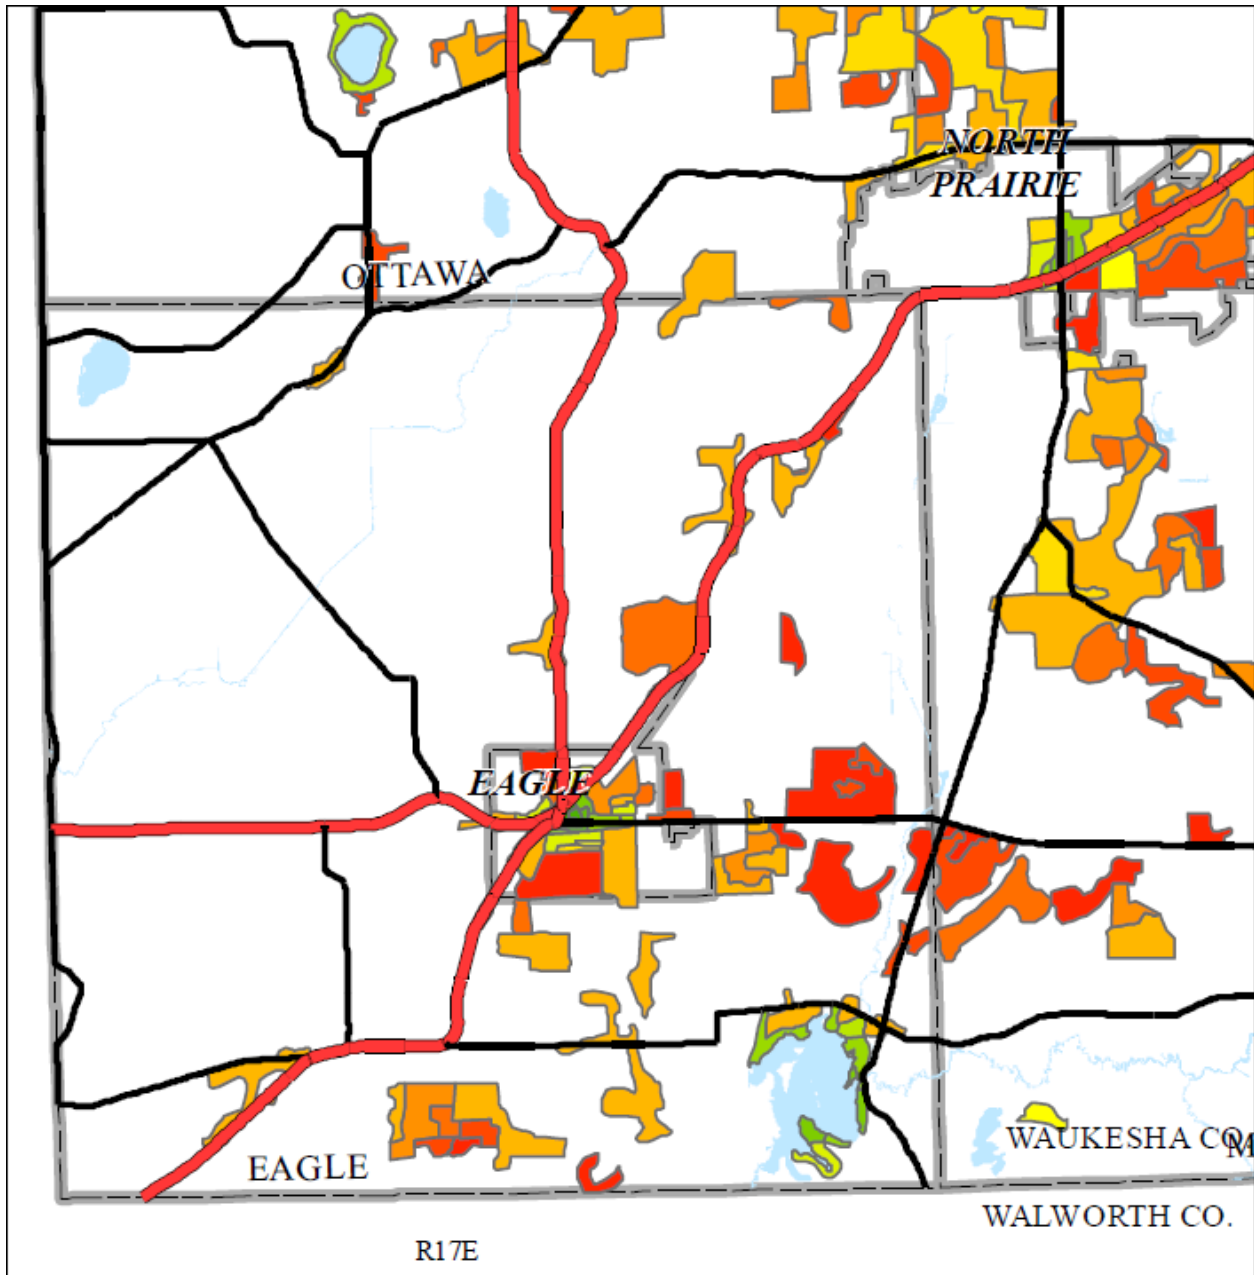 NORTH
PRAIRIE
OTTAWA
EAGLE
WAUKESHA CO.
M
EAGLE
WALWORTH CO.
R17E